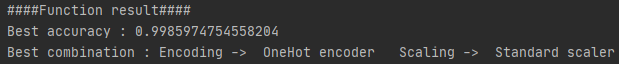 ####Function result####
Best accuracy : 0.9985974754558204
Best combination : Encoding ->  OneHot encoder   Scaling ->  Standard scaler